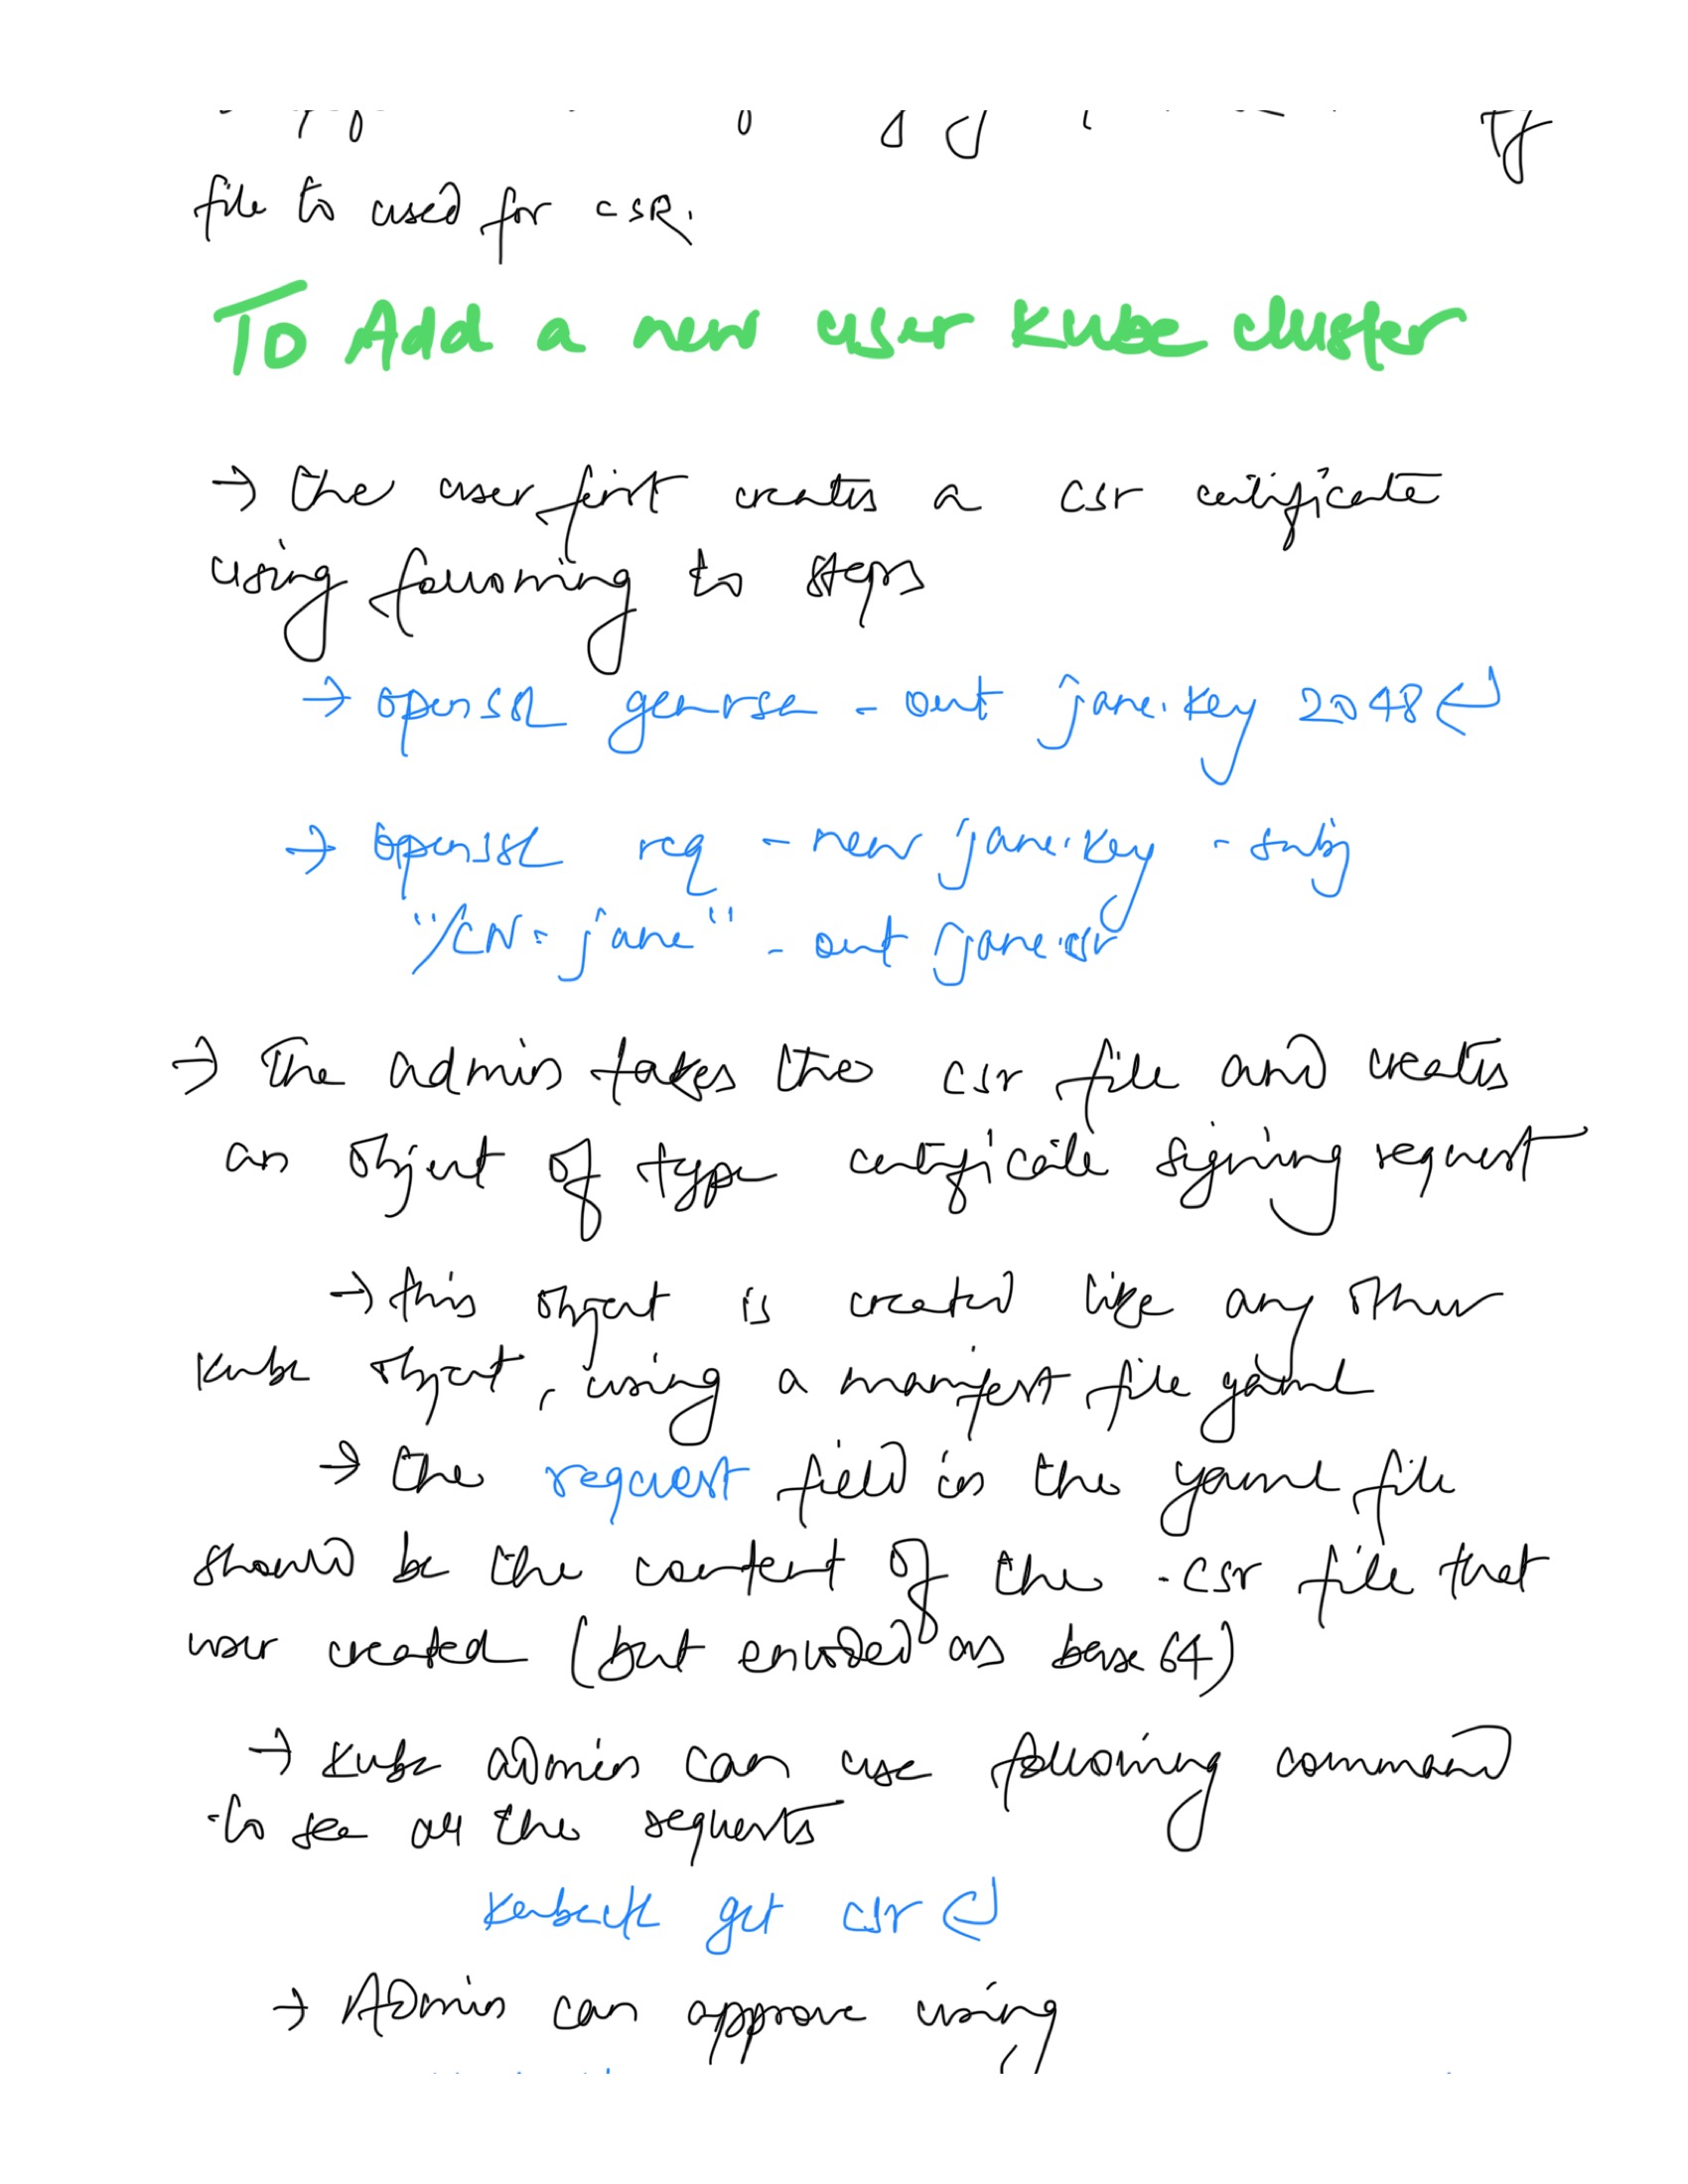 file to used for CSR.
To Add a new user Kube cluster
→ the user first creates a csr certificate
using following to steps
→ openssl genrsa -out jane.key 2048 ↵
→ openssl req -new jane.key -subj
"/CN=jane" -out jane.csr
→ The admin takes the csr file and creates
an object of type certificate signing request
→ this object is created like any other
kube object, using a manifest file yaml
→ the request field in the yaml file
should be the content of the .csr file that
user created (but encoded as base 64)
→ Kube admin can use following command
to see all the requests
Kubectl get csr ↵
→ Admin can approve using